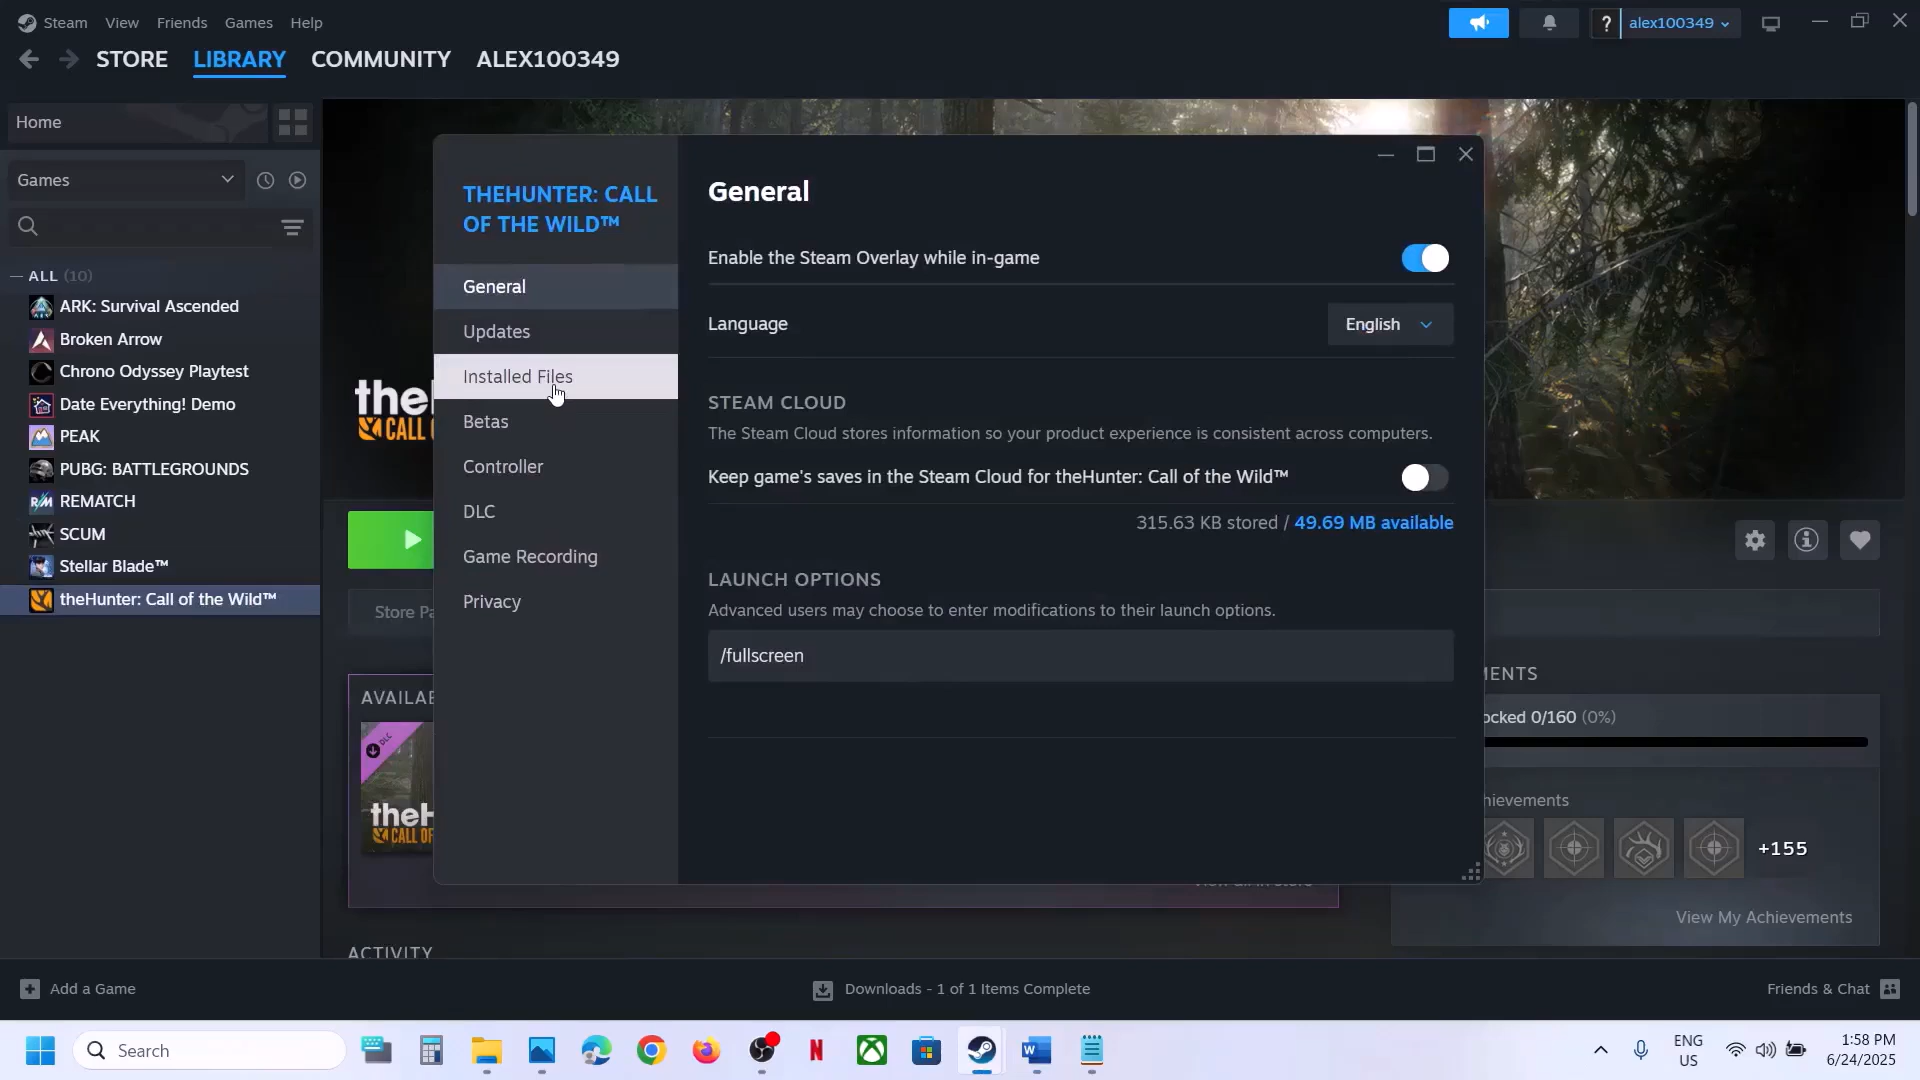 Steam View Friends Games Help
? alex100349
STORE LIBRARY COMMUNITY ALEX100349
Home
Games
— ALL (10)
ARK: Survival Ascended
Broken Arrow
Chrono Odyssey Playtest
Date Everything! Demo
PEAK
PUBG: BATTLEGROUNDS
REMATCH
SCUM
Stellar Blade™
theHunter: Call of the Wild™
THEHUNTER: CALL
OF THE WILD™
General
Updates
Installed Files
Betas
Controller
DLC
Game Recording
Privacy
General
Enable the Steam Overlay while in-game
Language English
STEAM CLOUD
The Steam Cloud stores information so your product experience is consistent across computers.
Keep game's saves in the Steam Cloud for theHunter: Call of the Wild™
315.63 KB stored / 49.69 MB available
LAUNCH OPTIONS
Advanced users may choose to enter modifications to their launch options.
/fullscreen
Store Pa
AVAILAB
DLC
ACTIVITY
MENTS
ocked 0/160 (0%)
hievements
+155
View My Achievements
Add a Game
Downloads - 1 of 1 Items Complete
Friends & Chat
Search
ENG
US
1:58 PM
6/24/2025